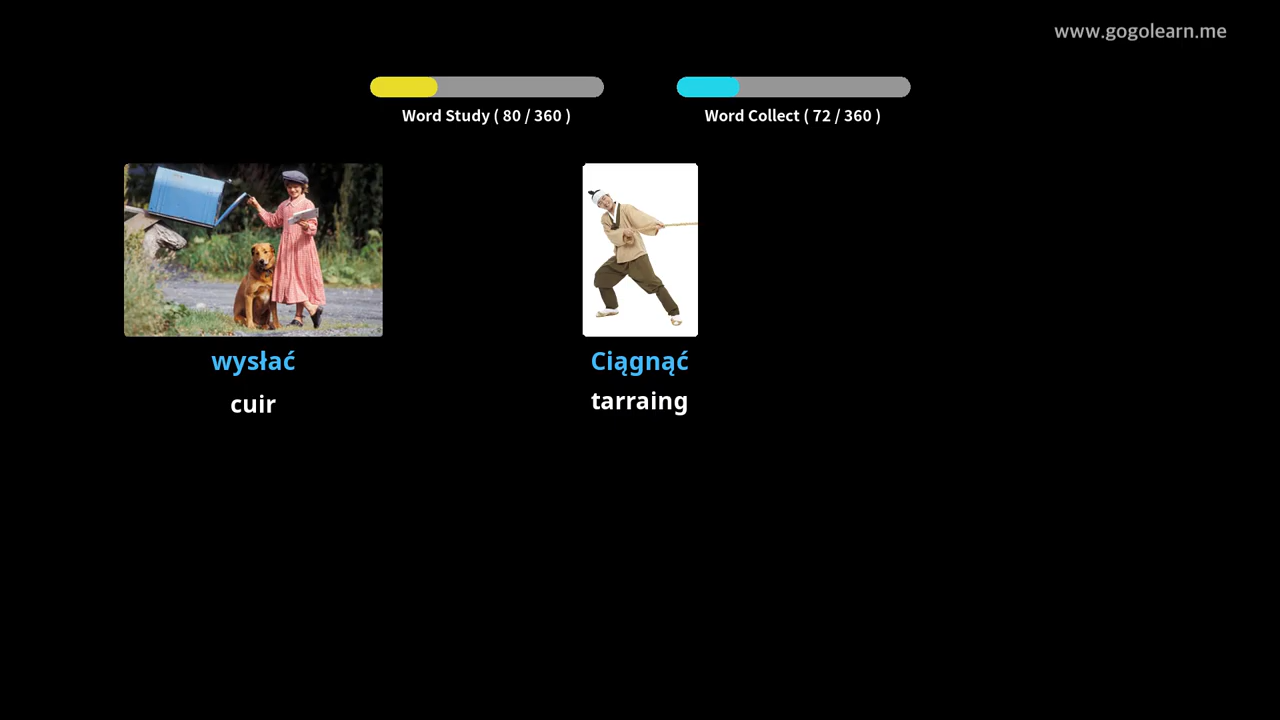 www.gogolearn.me
Word Study ( 80 / 360 )
Word Collect ( 72 / 360 )
wysłać
cuir
Ciągnąć
tarraing